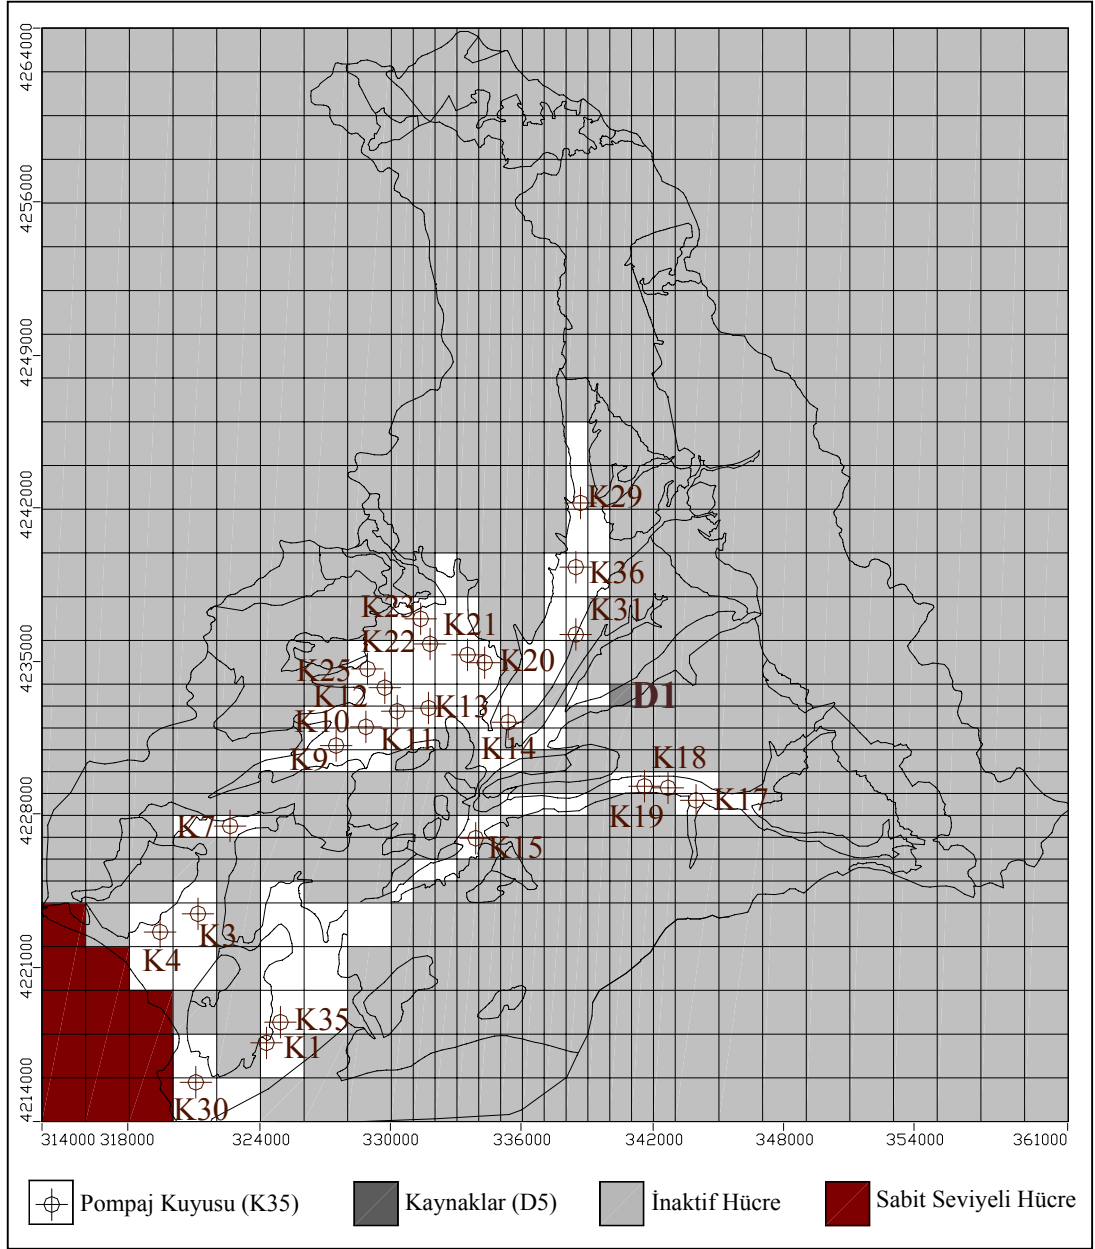 4264000
4256000
4249000
4242000
4235000
4228000
4221000
4214000
K29
K36
K31
K23
K21
K22
K20
K25
K12
D1
K13
K10
K11
K14
K9
K18
K17
K19
K7
K15
K3
K4
K35
K1
K30
314000 318000 324000 330000 336000 342000 348000 354000 361000
Pompaj Kuyusu (K35) Kaynaklar (D5) İnaktif Hücre Sabit Seviyeli Hücre